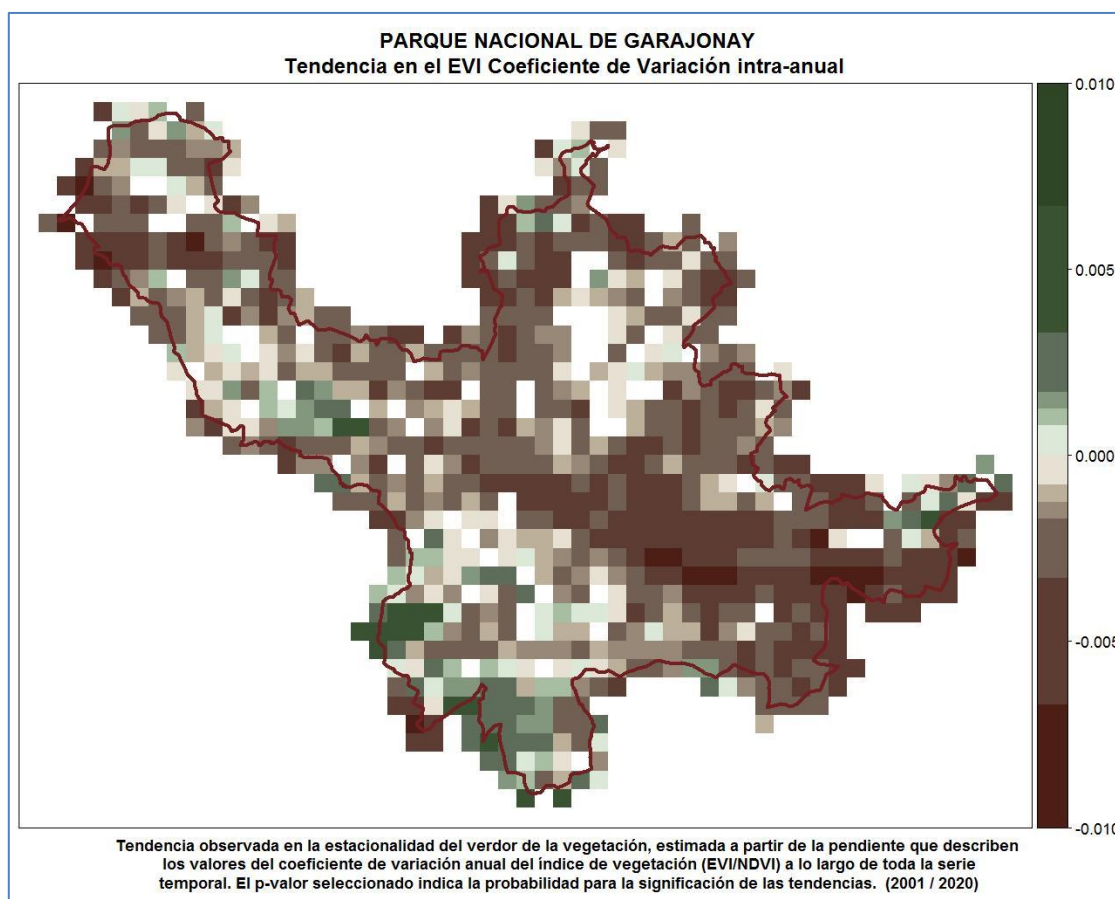 PARQUE NACIONAL DE GARAJONAY
Tendencia en el EVI Coeficiente de Variación intra-anual
0.010
0.005
0.000
-0.005
-0.010
Tendencia observada en la estacionalidad del verdor de la vegetación, estimada a partir de la pendiente que describen
los valores del coeficiente de variación anual del índice de vegetación (EVI/NDVI) a lo largo de toda la serie
temporal. El p-valor seleccionado indica la probabilidad para la significación de las tendencias. (2001 / 2020)